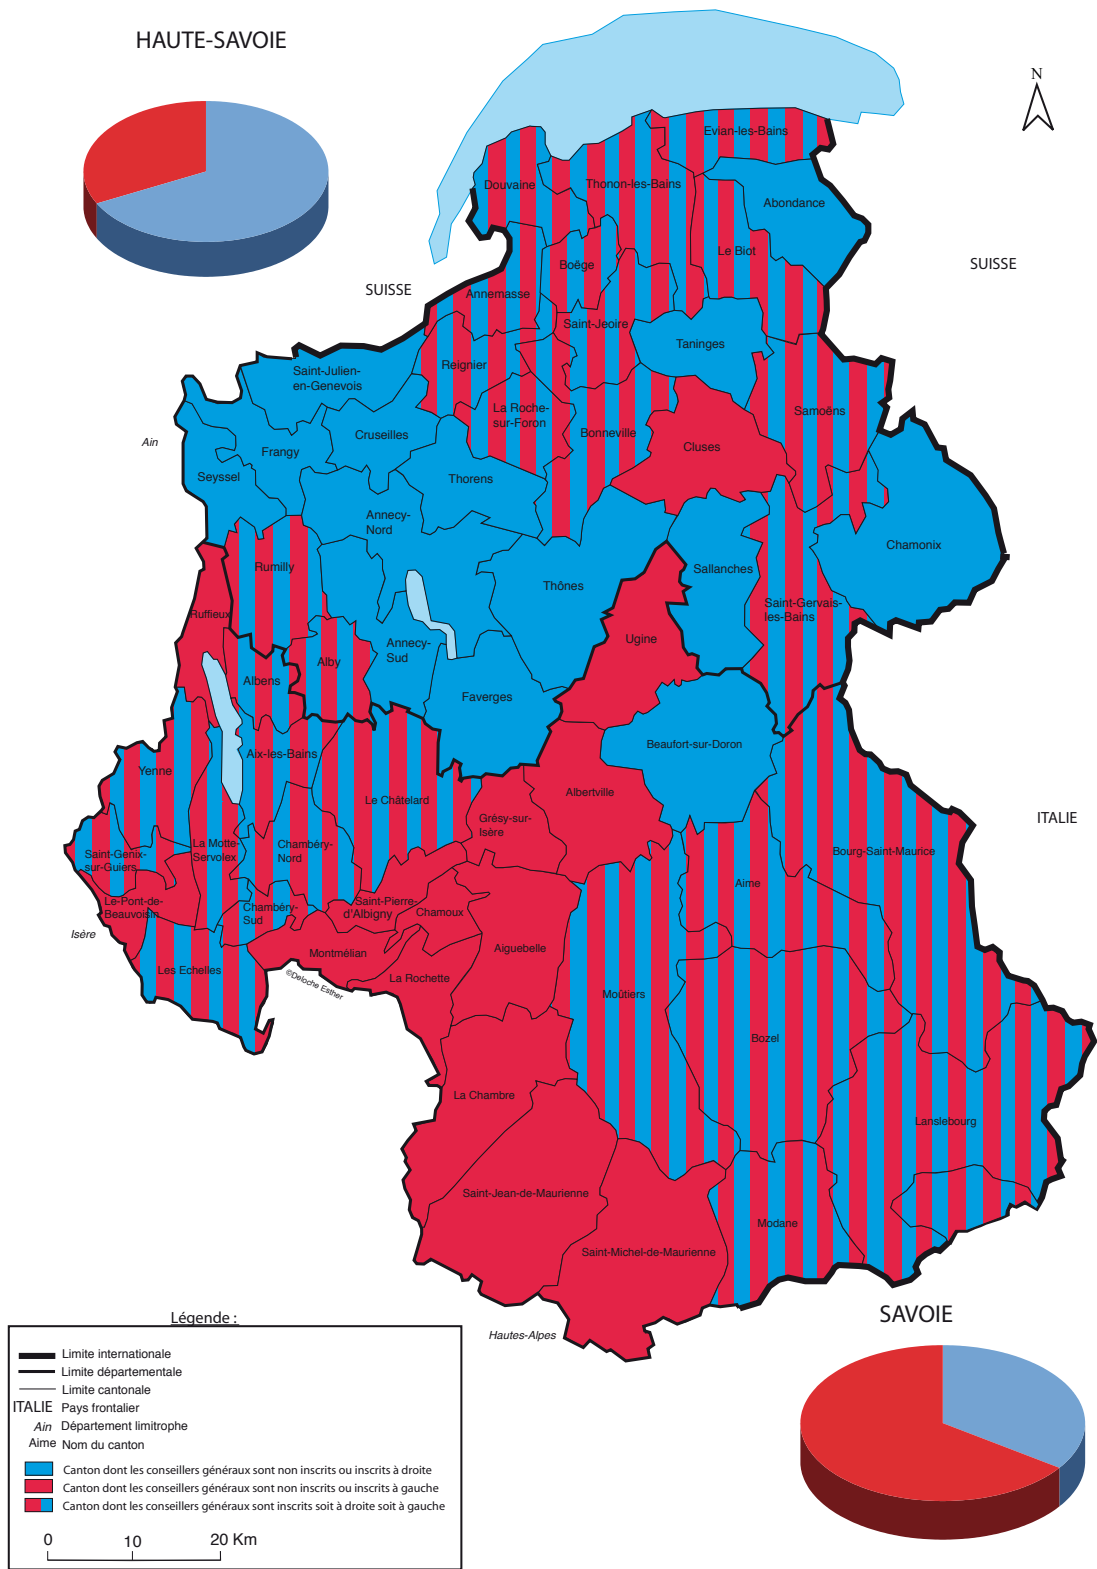 HAUTE-SAVOIE
N
Evian-les-Bains
Douvaine
Thonon-les-Bains
Abondance
Le Biot
SUISSE
Boëge
SUISSE
Annemasse
Saint-Jeoire
Taninges
Saint-Julien-
en-Genevois
Reignier
La Roche-
sur-Foron
Samoëns
Cruseilles
Bonneville
Ain
Frangy
Cluses
Seyssel
Thorens
Annecy-
Nord
Chamonix
Rumilly
Sallanches
Thônes
Saint-Gervais-
les-Bains
Ruffieux
Ugine
Annecy-
Sud
Alby
Albens
Faverges
Beaufort-sur-Doron
Aix-les-Bains
Yenne
Albertville
Le Châtelard
Grêsy-sur-
Isère
ITALIE
La Motte-
Servolex
Chambéry-
Nord
Saint-Genix-
sur-Guiers
Bourg-Saint-Maurice
Aime
Le-Pont-de-
Beauvoisin
Chambéry-
Sud
Saint-Pierre-
d'Albigny
Chamoux
Isère
Aiguebelle
Montmélian
Les Echelles
La Rochette
©Deloche Esther
Moûtiers
Bozel
La Chambre
Lanslebourg
Saint-Jean-de-Maurienne
Modane
Saint-Michel-de-Maurienne
Hautes-Alpes
SAVOIE
Légende :
Limite internationale
Limite départementale
Limite cantonale
ITALIE Pays frontalier
Ain Département limitrophe
Aime Nom du canton
Canton dont les conseillers généraux sont non inscrits ou inscrits à droite
Canton dont les conseillers généraux sont non inscrits ou inscrits à gauche
Canton dont les conseillers généraux sont inscrits soit à droite soit à gauche
0 10 20 Km